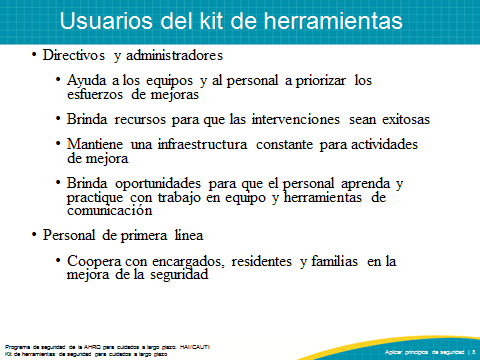 Usuarios del kit de herramientas
• Directivos y administradores
• Ayuda a los equipos y al personal a priorizar los
esfuerzos de mejoras
• Brinda recursos para que las intervenciones sean exitosas
• Mantiene una infraestructura constante para actividades
de mejora
• Brinda oportunidades para que el personal aprenda y
practique con trabajo en equipo y herramientas de
comunicación
• Personal de primera línea
• Coopera con encargados, residentes y familias en la
mejora de la seguridad
Programa de seguridad de la AHRQ para cuidados a largo plazo: HAI/CAUTI
Kit de herramientas de seguridad para cuidados a largo plazo
Aplicar principios de seguridad | 8